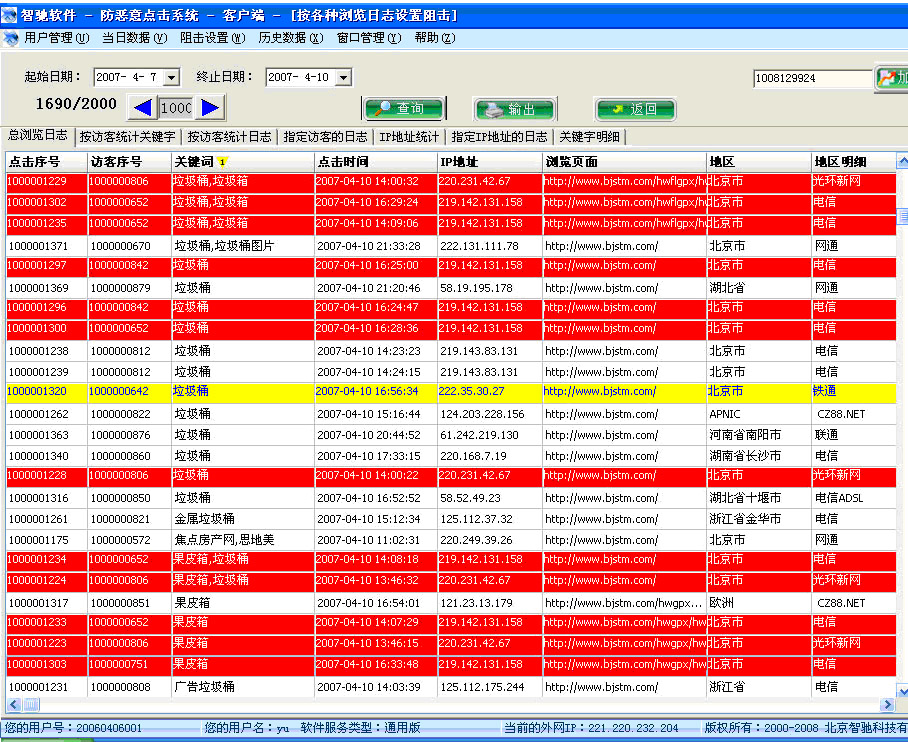 智驰软件 - 防恶意点击系统 - 客户端 - [按各种浏览日志设置阻击]
用户管理(U) 当日数据(V) 阻击设置(W) 历史数据(X) 窗口管理(Y) 帮助(Z)
起始日期： 2007- 4- 7 终止日期： 2007- 4-10 1008129924 加
1690/2000 1000 查询 输出 返回
总浏览日志 按访客统计关键字 按访客统计日志 指定访客的日志 IP地址统计 指定IP地址的日志 关键字明细
点击序号 访客序号 关键词 1 点击时间 IP地址 浏览页面 地区 地区明细
1000001229 1000000806 垃圾桶,垃圾箱 2007-04-10 14:00:32 220.231.42.67 http://www.bjstm.com/hwflgpx/hw 北京市 光环新网
1000001302 1000000652 垃圾桶,垃圾箱 2007-04-10 16:29:24 219.142.131.158 http://www.bjstm.com/hwflgpx/hw 北京市 电信
1000001235 1000000652 垃圾桶,垃圾箱 2007-04-10 14:09:06 219.142.131.158 http://www.bjstm.com/hwflgpx/hw 北京市 电信
1000001371 1000000670 垃圾桶,垃圾桶图片 2007-04-10 21:33:28 222.131.111.78 http://www.bjstm.com/ 北京市 网通
1000001297 1000000842 垃圾桶 2007-04-10 16:25:00 219.142.131.158 http://www.bjstm.com/ 北京市 电信
1000001369 1000000879 垃圾桶 2007-04-10 21:20:46 58.19.195.178 http://www.bjstm.com/ 湖北省 网通
1000001296 1000000842 垃圾桶 2007-04-10 16:24:47 219.142.131.158 http://www.bjstm.com/ 北京市 电信
1000001300 1000000652 垃圾桶 2007-04-10 16:28:36 219.142.131.158 http://www.bjstm.com/ 北京市 电信
1000001238 1000000812 垃圾桶 2007-04-10 14:23:23 219.143.83.131 http://www.bjstm.com/ 北京市 电信
1000001239 1000000812 垃圾桶 2007-04-10 14:24:15 219.143.83.131 http://www.bjstm.com/ 北京市 电信
1000001320 1000000642 垃圾桶 2007-04-10 16:56:34 222.35.30.27 http://www.bjstm.com/ 北京市 铁通
1000001262 1000000822 垃圾桶 2007-04-10 15:16:44 124.203.228.156 http://www.bjstm.com/ APNIC CZ88.NET
1000001363 1000000876 垃圾桶 2007-04-10 20:44:52 61.242.219.130 http://www.bjstm.com/ 河南省南阳市 联通
1000001340 1000000860 垃圾桶 2007-04-10 17:33:15 220.168.7.19 http://www.bjstm.com/ 湖南省长沙市 电信
1000001228 1000000806 垃圾桶 2007-04-10 14:00:22 220.231.42.67 http://www.bjstm.com/ 北京市 光环新网
1000001316 1000000850 垃圾桶 2007-04-10 16:52:52 58.52.49.23 http://www.bjstm.com/ 湖北省十堰市 电信ADSL
1000001261 1000000821 金属垃圾桶 2007-04-10 15:12:34 125.112.37.32 http://www.bjstm.com/ 浙江省金华市 电信
1000001175 1000000572 焦点房产网,思地美 2007-04-10 11:02:31 220.249.39.26 http://www.bjstm.com/ 北京市 网通
1000001234 1000000652 果皮箱,垃圾桶 2007-04-10 14:08:18 219.142.131.158 http://www.bjstm.com/ 北京市 电信
1000001224 1000000806 果皮箱,垃圾桶 2007-04-10 13:46:32 220.231.42.67 http://www.bjstm.com/ 北京市 光环新网
1000001317 1000000851 果皮箱 2007-04-10 16:54:01 121.23.13.179 http://www.bjstm.com/hwgpx... 欧洲 CZ88.NET
1000001233 1000000652 果皮箱 2007-04-10 14:07:29 219.142.131.158 http://www.bjstm.com/hwgpx/hw 北京市 电信
1000001223 1000000806 果皮箱 2007-04-10 13:46:15 220.231.42.67 http://www.bjstm.com/hwgpx/hw 北京市 光环新网
1000001303 1000000751 果皮箱 2007-04-10 16:33:48 219.142.131.158 http://www.bjstm.com/hwgpx/hw 北京市 电信
1000001231 1000000808 广告垃圾桶 2007-04-10 14:03:39 125.112.175.244 http://www.bjstm.com/ 浙江省 电信
您的用户号：20060406001 您的用户名：yu 软件服务类型：通用版 当前的外网IP：221.220.232.204 版权所有：2000-2008 北京智驰科技有